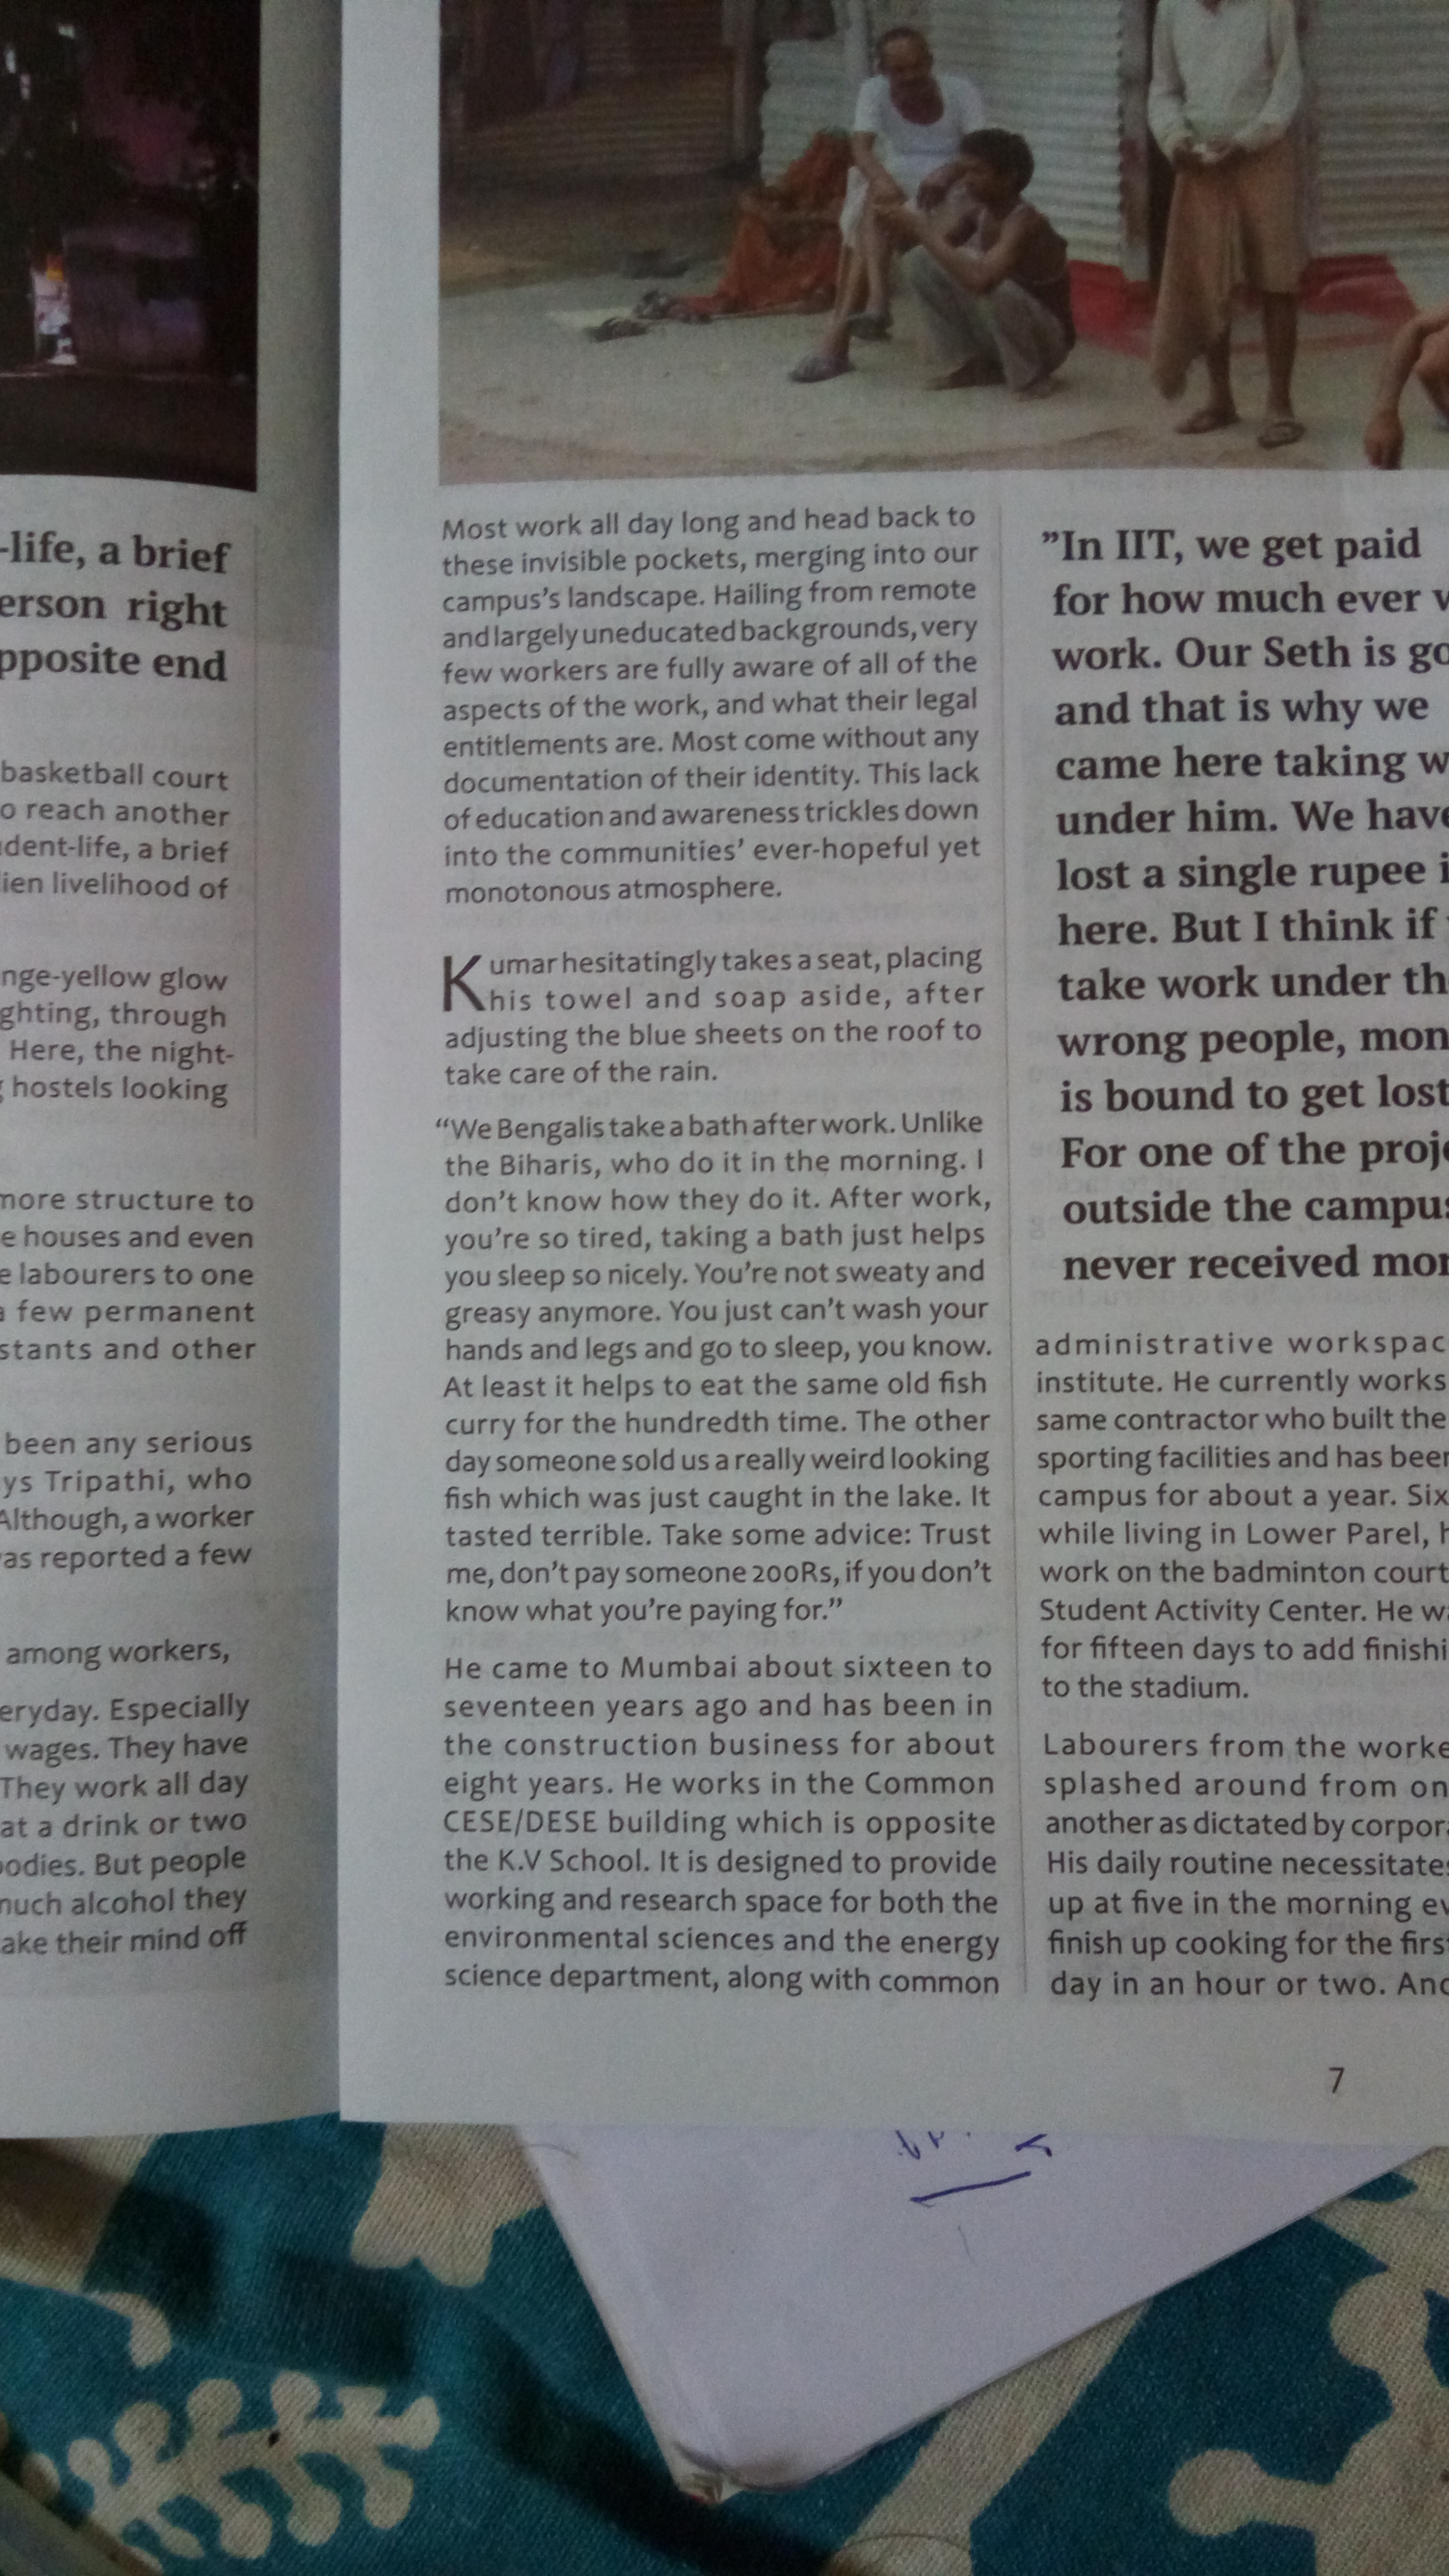 -life, a brief
erson right
pposite end
basketball court
o reach another
dent-life, a brief
lien livelihood of
nge-yellow glow
ghting, through
Here, the night-
hostels looking
more structure to
e houses and even
e labourers to one
a few permanent
stants and other
been any serious
ys Tripathi, who
Although, a worker
as reported a few
among workers,
eryday. Especially
wages. They have
They work all day
at a drink or two
odies. But people
much alcohol they
ake their mind off
Most work all day long and head back to
these invisible pockets, merging into our
campus's landscape. Hailing from remote
and largely uneducated backgrounds, very
few workers are fully aware of all of the
aspects of the work, and what their legal
entitlements are. Most come without any
documentation of their identity. This lack
of education and awareness trickles down
into the communities' ever-hopeful yet
monotonous atmosphere.
Kumar hesitatingly takes a seat, placing
his towel and soap aside, after
adjusting the blue sheets on the roof to
take care of the rain.
“We Bengalis take a bath after work. Unlike
the Biharis, who do it in the morning. I
don't know how they do it. After work,
you're so tired, taking a bath just helps
you sleep so nicely. You're not sweaty and
greasy anymore. You just can't wash your
hands and legs and go to sleep, you know.
At least it helps to eat the same old fish
curry for the hundredth time. The other
day someone sold us a really weird looking
fish which was just caught in the lake. It
tasted terrible. Take some advice: Trust
me, don't pay someone 200Rs, if you don't
know what you're paying for.”
He came to Mumbai about sixteen to
seventeen years ago and has been in
the construction business for about
eight years. He works in the Common
CESE/DESE building which is opposite
the K.V School. It is designed to provide
working and research space for both the
environmental sciences and the energy
science department, along with common
”In IIT, we get paid
for how much ever
work. Our Seth is go
and that is why we
came here taking w
under him. We have
lost a single rupee i
here. But I think if
take work under th
wrong people, mon
is bound to get lost
For one of the proje
outside the campus
never received mon
administrative workspac
institute. He currently works
same contractor who built the
sporting facilities and has been
campus for about a year. Six
while living in Lower Parel, h
work on the badminton court
Student Activity Center. He wa
for fifteen days to add finishi
to the stadium.
Labourers from the worke
splashed around from on
another as dictated by corpora
His daily routine necessitates
up at five in the morning ev
finish up cooking for the first
day in an hour or two. And
7